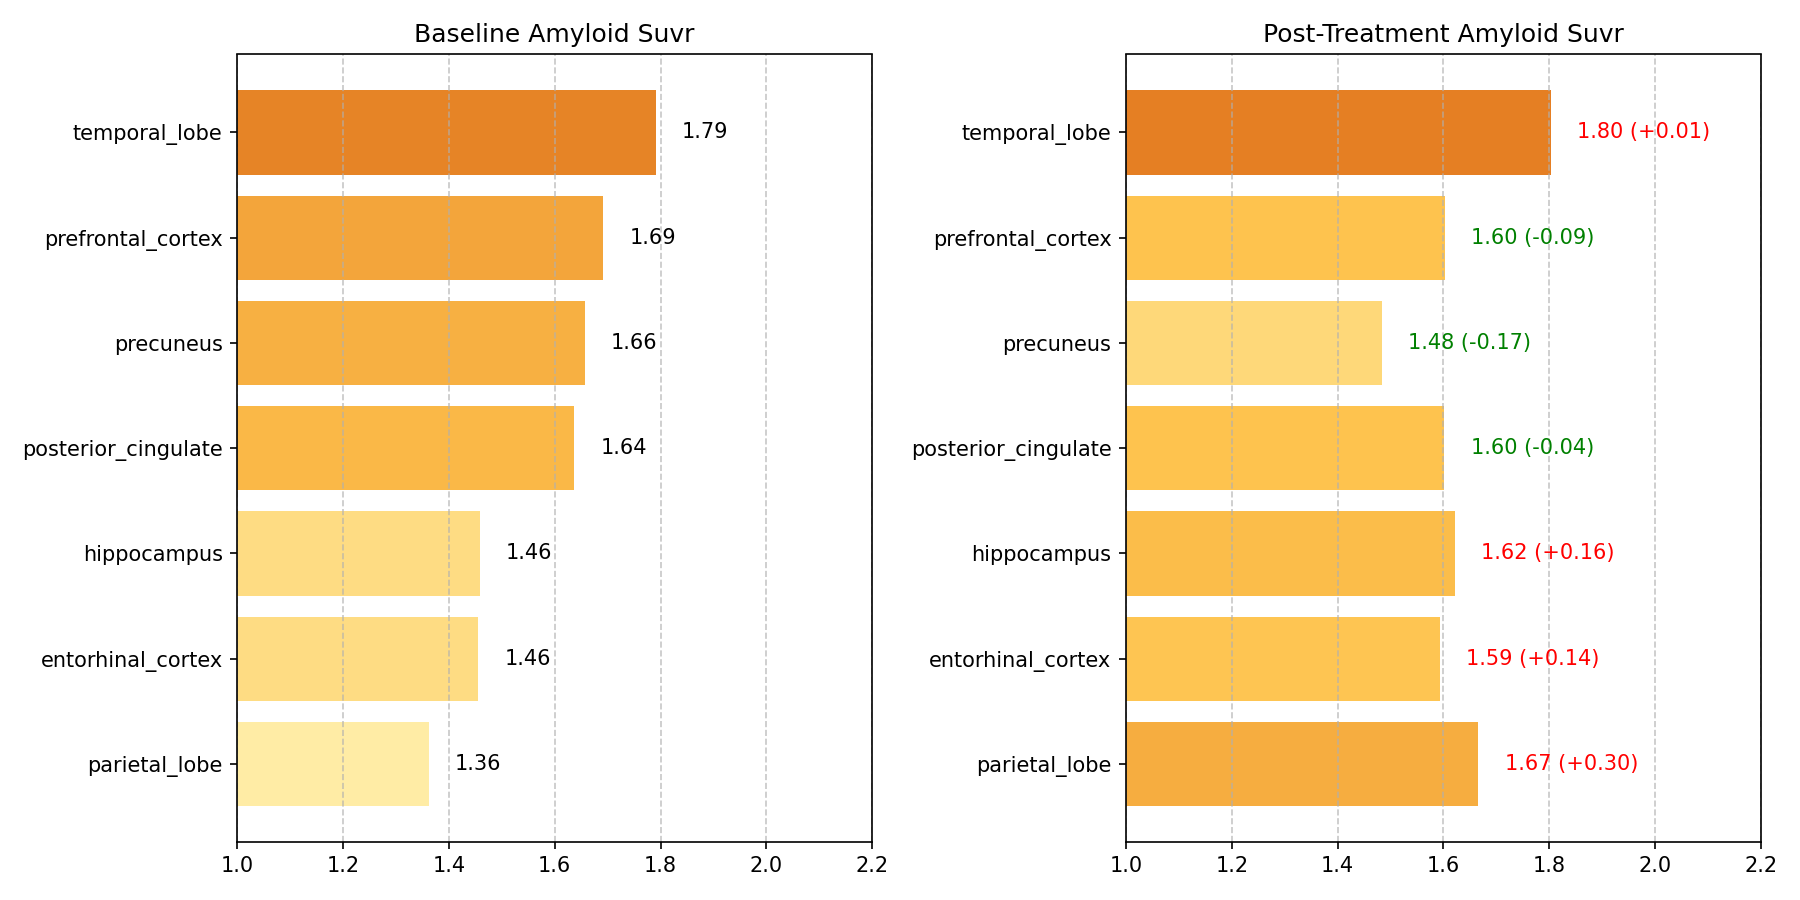 Baseline Amyloid Suvr
temporal_lobe
1.79
prefrontal_cortex
1.69
precuneus
1.66
posterior_cingulate
1.64
hippocampus
1.46
entorhinal_cortex
1.46
parietal_lobe
1.36
1.0 1.2 1.4 1.6 1.8 2.0 2.2
Post-Treatment Amyloid Suvr
temporal_lobe
1.80 (+0.01)
prefrontal_cortex
1.60 (-0.09)
precuneus
1.48 (-0.17)
posterior_cingulate
1.60 (-0.04)
hippocampus
1.62 (+0.16)
entorhinal_cortex
1.59 (+0.14)
parietal_lobe
1.67 (+0.30)
1.0 1.2 1.4 1.6 1.8 2.0 2.2